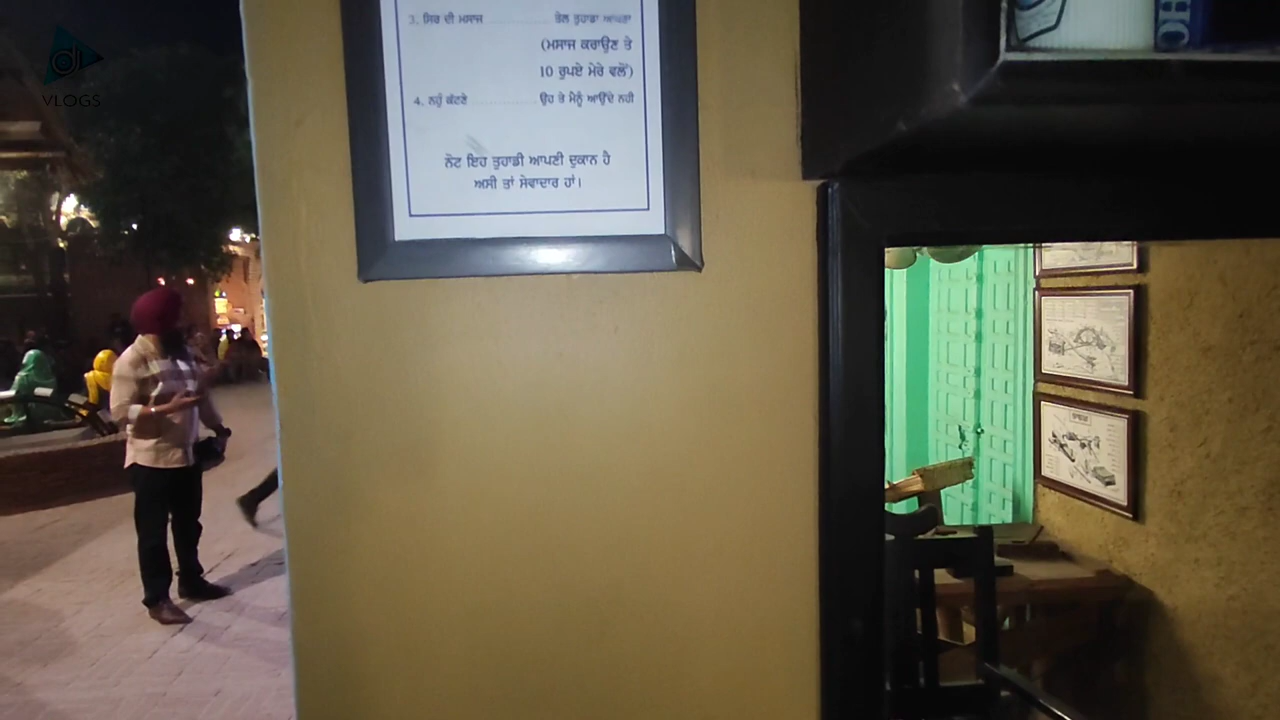 VLOGS
3. ਸਿਰ ਦੀ ਮਸਾਜ .................... ਤੇਲ ਤੁਹਾਡਾ ਆਪਣਾ
(ਮਸਾਜ ਕਰਾਉਣ ਤੇ
10 ਰੁਪਏ ਮੇਰੇ ਵਲੋਂ)
4. ਨਹੁੰ ਕੱਟਣੇ .................... ਉਹ ਤੇ ਮੈਨੂੰ ਆਉਂਦੇ ਨਹੀ
ਨੋਟ ਇਹ ਤੁਹਾਡੀ ਆਪਣੀ ਦੁਕਾਨ ਹੈ
ਅਸੀ ਤਾਂ ਸੇਵਾਦਾਰ ਹਾਂ।